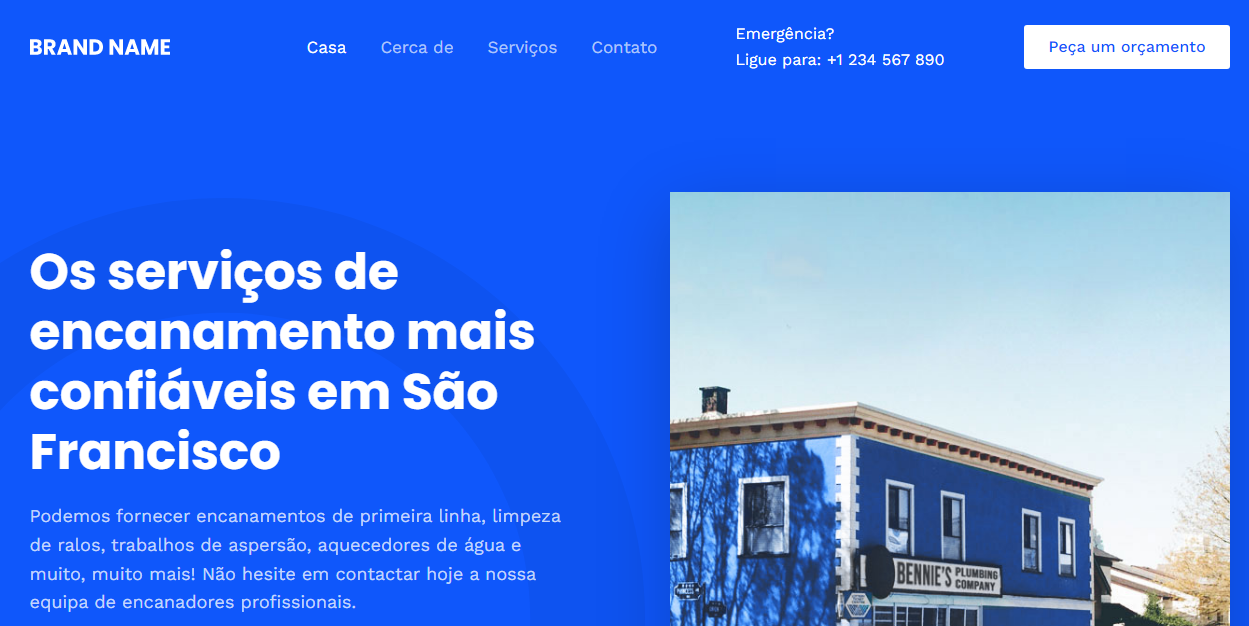 BRAND NAME
Casa
Cerca de
Serviços
Contato
Emergência?
Ligue para: +1 234 567 890
Peça um orçamento
Os serviços de
encanamento mais
confiáveis em São
Francisco
Podemos fornecer encanamentos de primeira linha, limpeza
de ralos, trabalhos de aspersão, aquecedores de água e
muito, muito mais! Não hesite em contactar hoje a nossa
equipa de encanadores profissionais.
BENNIE'S PLUMBING
COMPANY